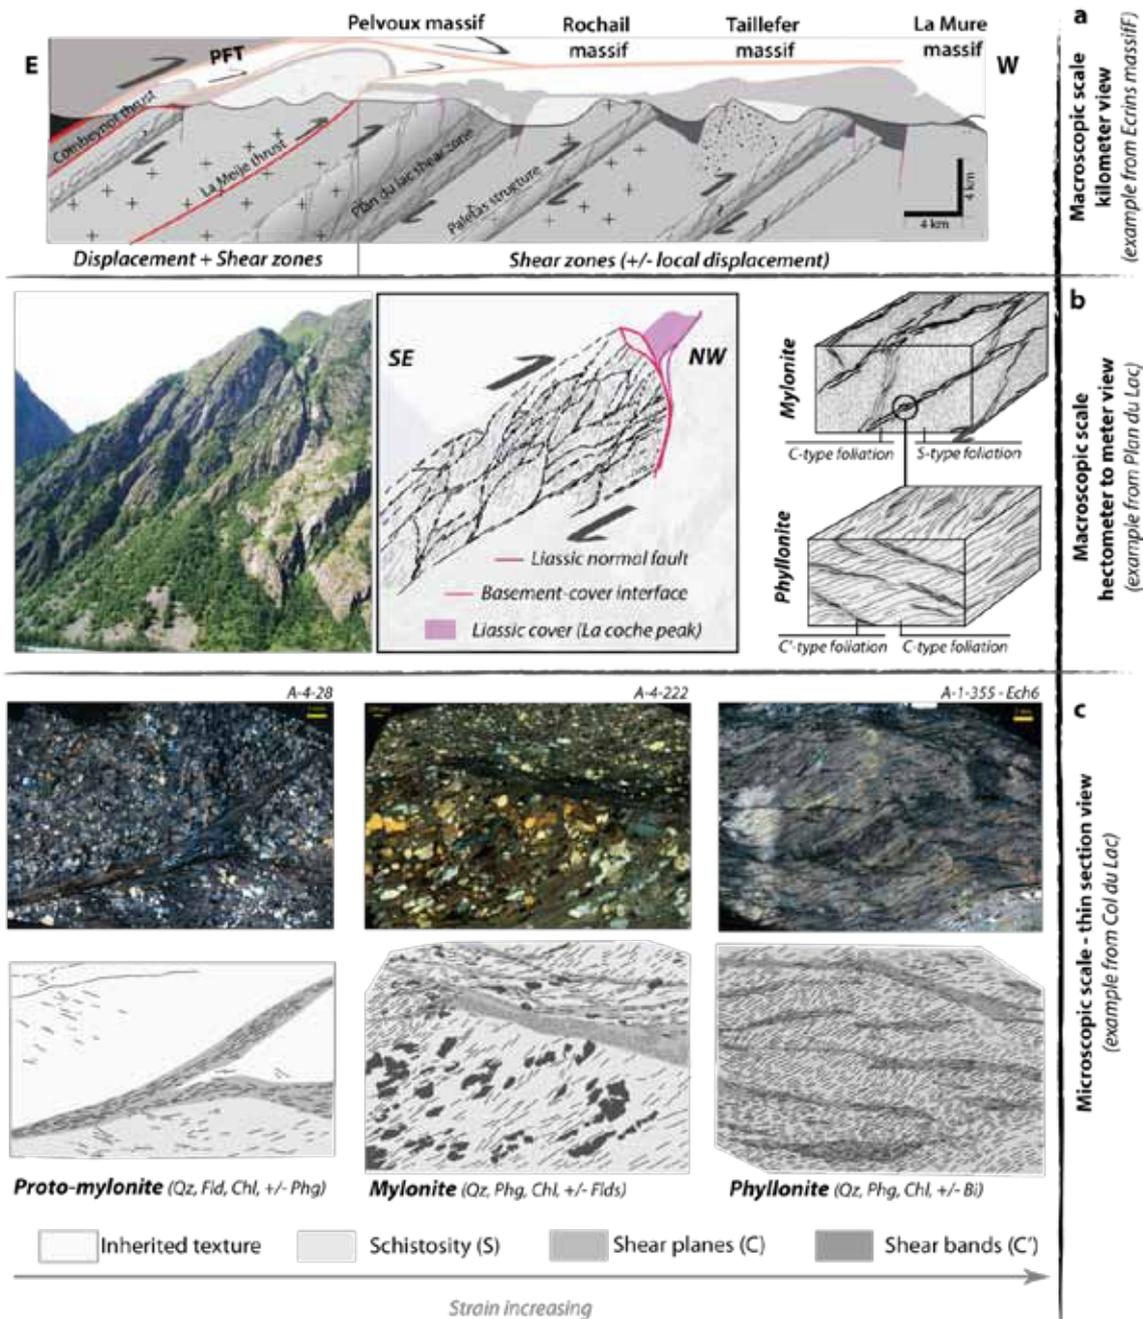 Pelvoux massif
Rochail
massif
Taillefer
massif
La Mure
massif
E
PFT
W
Combeynot thrust
La Meije thrust
Plan du lac shear zone
Paletas structure
4 km
4 km
Displacement + Shear zones
Shear zones (+/- local displacement)
a
Macroscopic scale
kilometer view
(example from Ecrins massifF)
SE
NW
Liassic normal fault
Basement-cover interface
Liassic cover (La coche peak)
Mylonite
C-type foliation
S-type foliation
Phyllonite
C'-type foliation
C-type foliation
b
Macroscopic scale
hectometer to meter view
(example from Plan du Lac)
A-4-28
A-4-222
A-1-355 - Ech6
c
Microscopic scale - thin section view
(example from Col du Lac)
Proto-mylonite (Qz, Fld, Chl, +/- Phg)
Mylonite (Qz, Phg, Chl, +/- Flds)
Phyllonite (Qz, Phg, Chl, +/- Bi)
Inherited texture
Schistosity (S)
Shear planes (C)
Shear bands (C')
Strain increasing